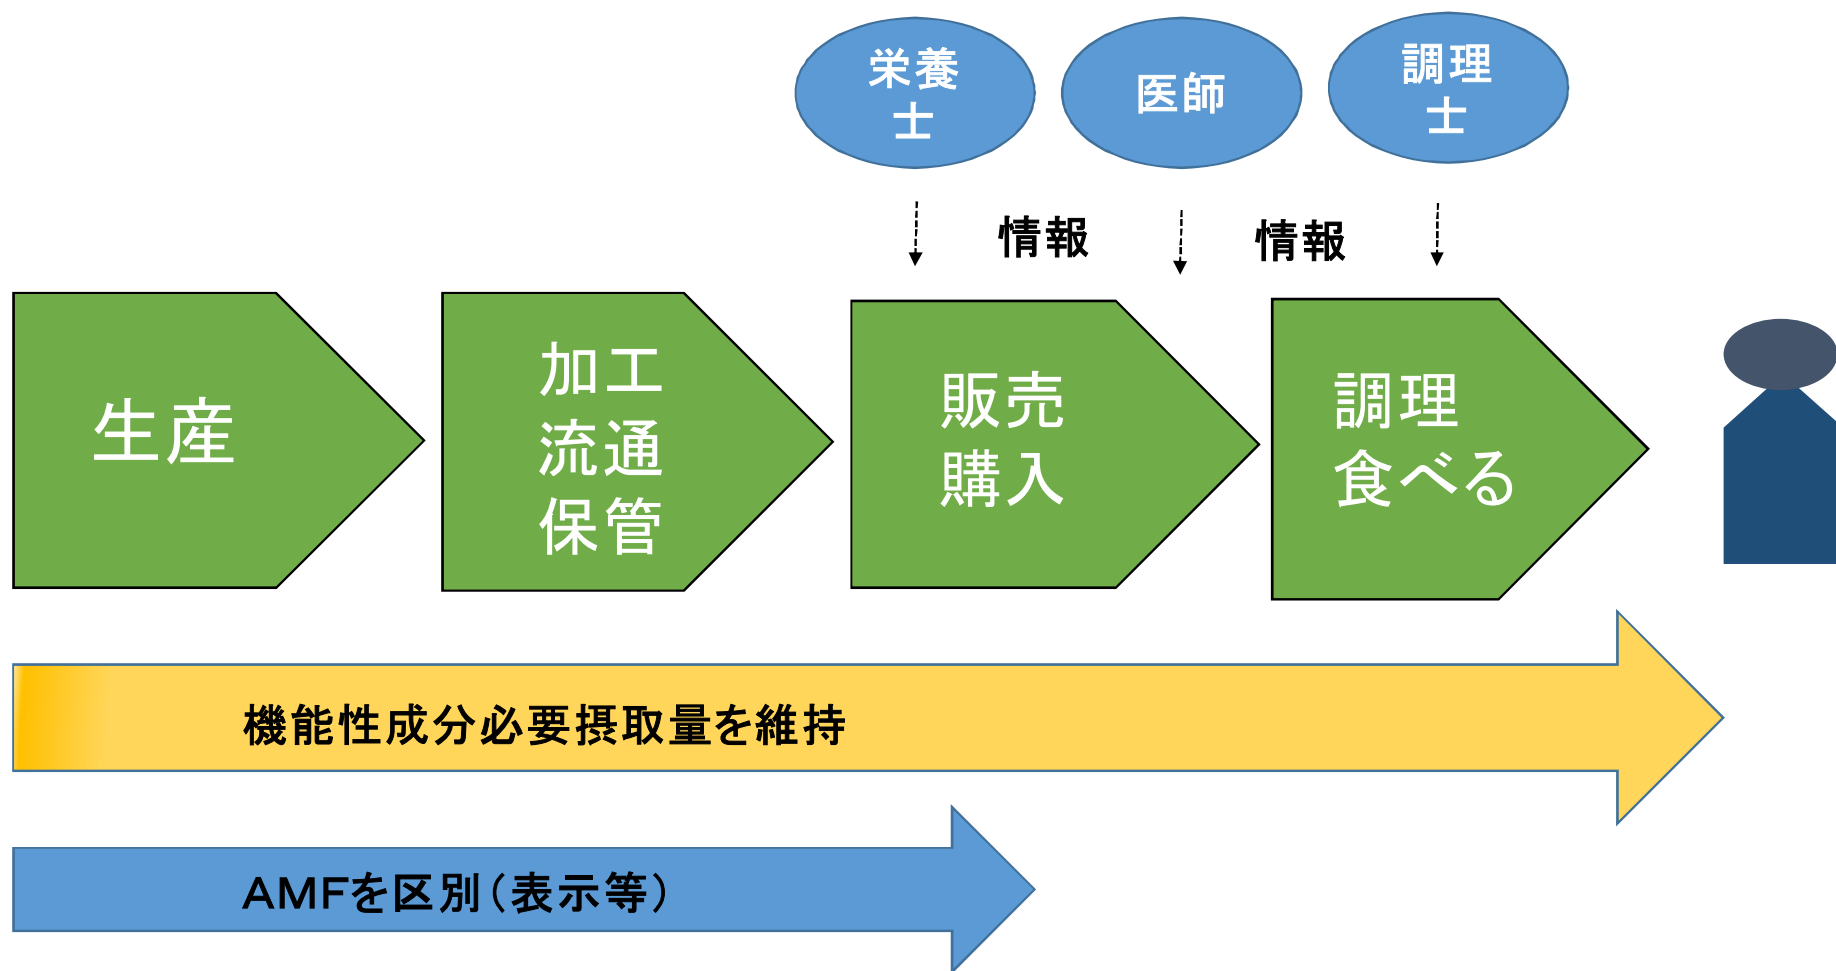 栄養
士
医師
調理
士
情報
情報
生産
加工
流通
保管
販売
購入
調理
食べる
機能性成分必要摂取量を維持
AMFを区別（表示等）